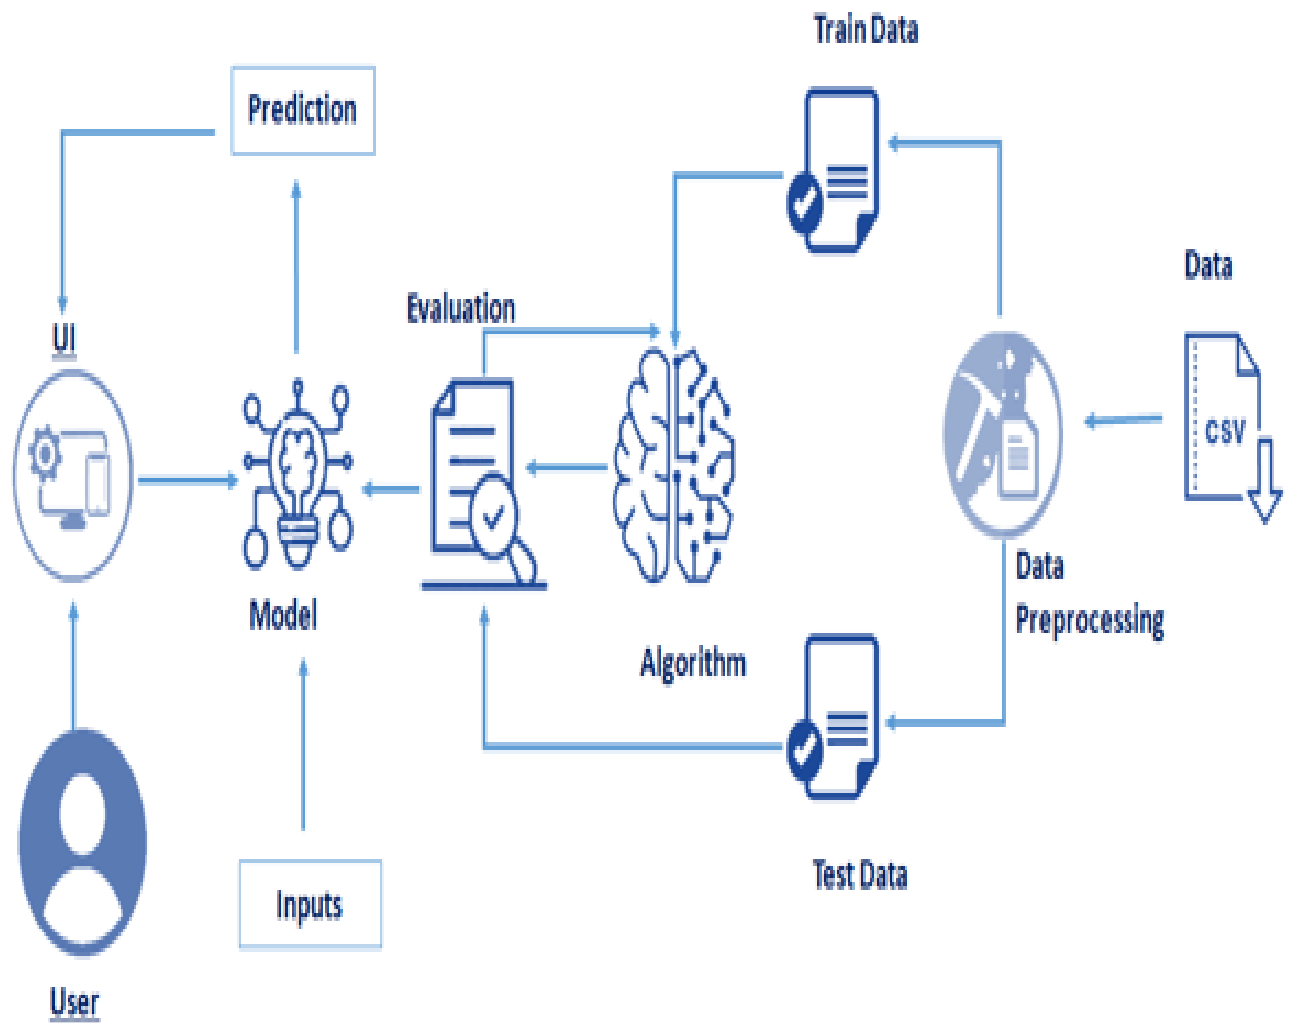 Train Data
Prediction
Data
Evaluation
UI
CSV
Data
Preprocessing
Model
Algorithm
Test Data
Inputs
User